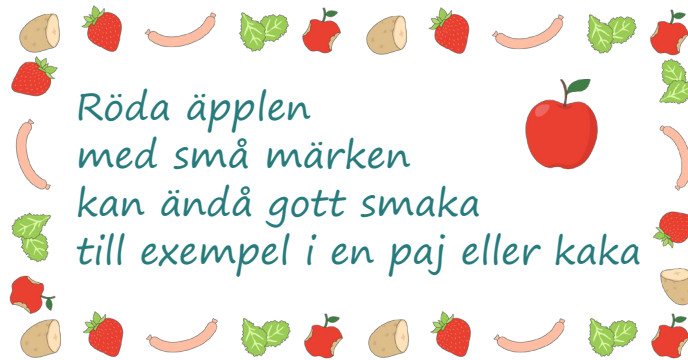 Röda äpplen
med små märken
kan ändå gott smaka
till exempel i en paj eller kaka